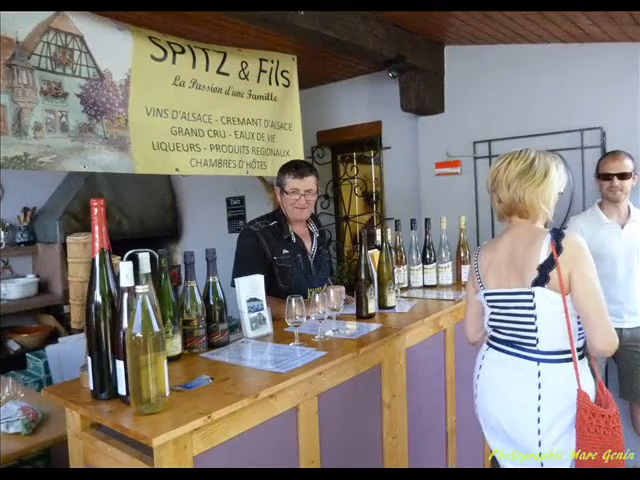 SPITZ & Fils
La Passion d'une Famille
VINS D'ALSACE - CREMANT D'ALSACE
GRAND CRU - EAUX DE VIE
LIQUEURS - PRODUITS REGIONAUX
CHAMBRES D'HÔTES
Photographie Marc Genin